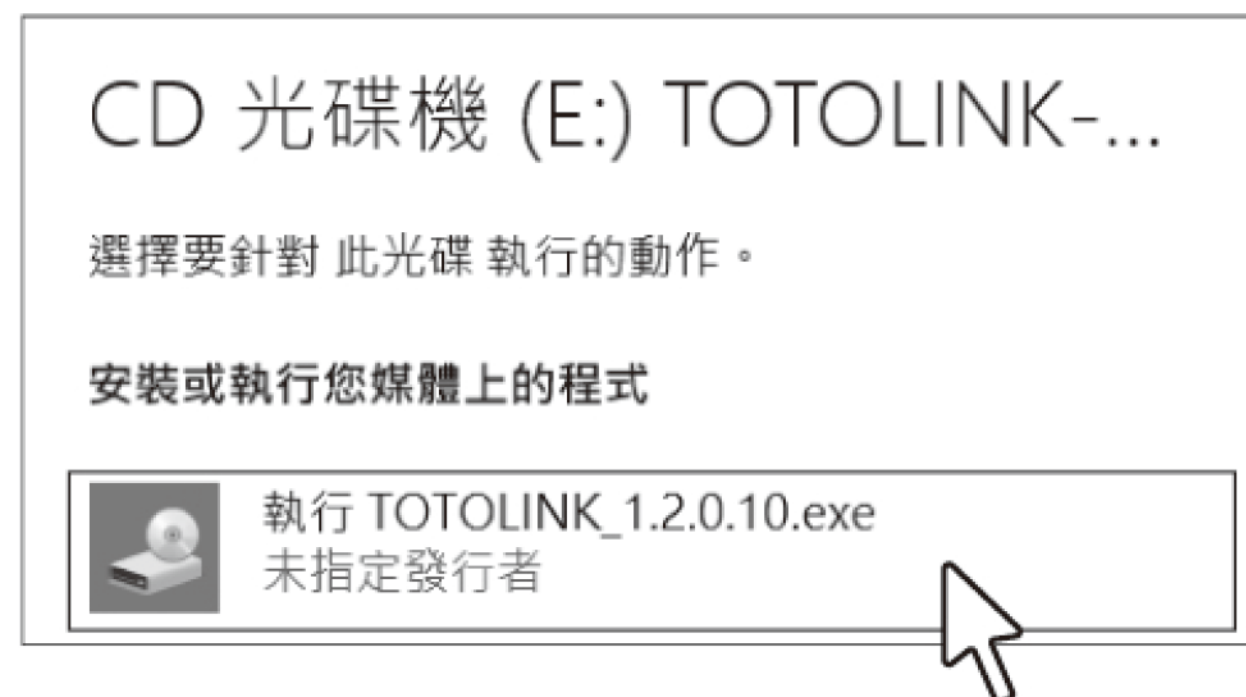 CD 光碟機 (E:) TOTOLINK-...
選擇要針對 此光碟 執行的動作。
安裝或執行您媒體上的程式
執行 TOTOLINK_1.2.0.10.exe
未指定發行者